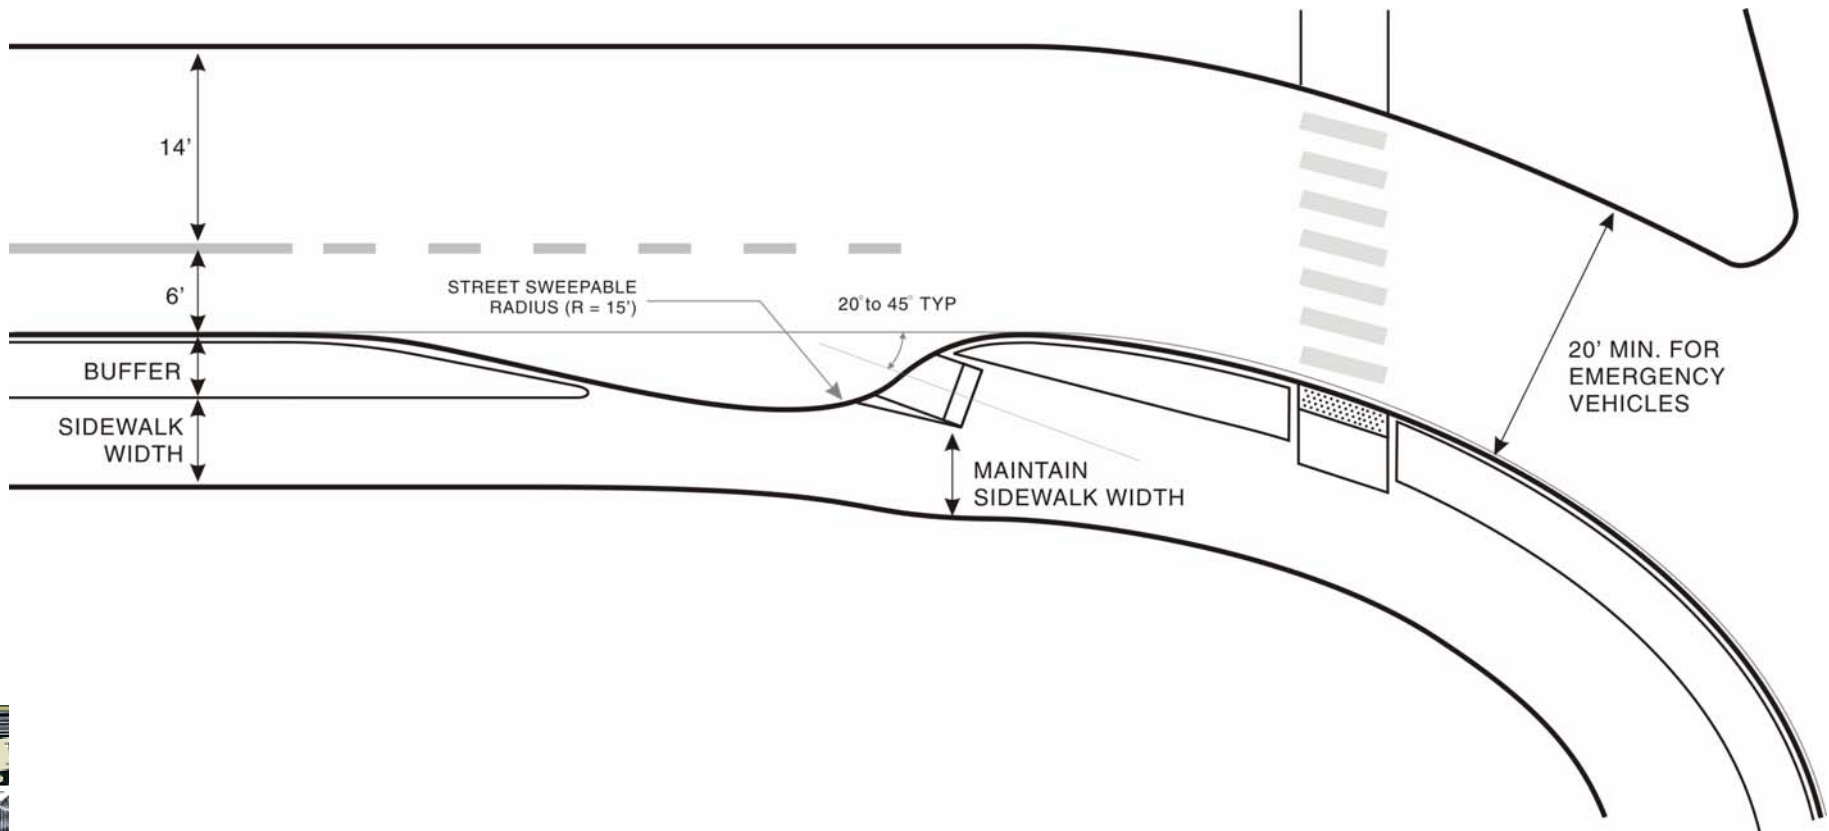 14’
6’
STREET SWEEPABLE
RADIUS (R = 15’)
20° to 45° TYP
BUFFER
SIDEWALK
WIDTH
MAINTAIN
SIDEWALK WIDTH
20’ MIN. FOR
EMERGENCY
VEHICLES